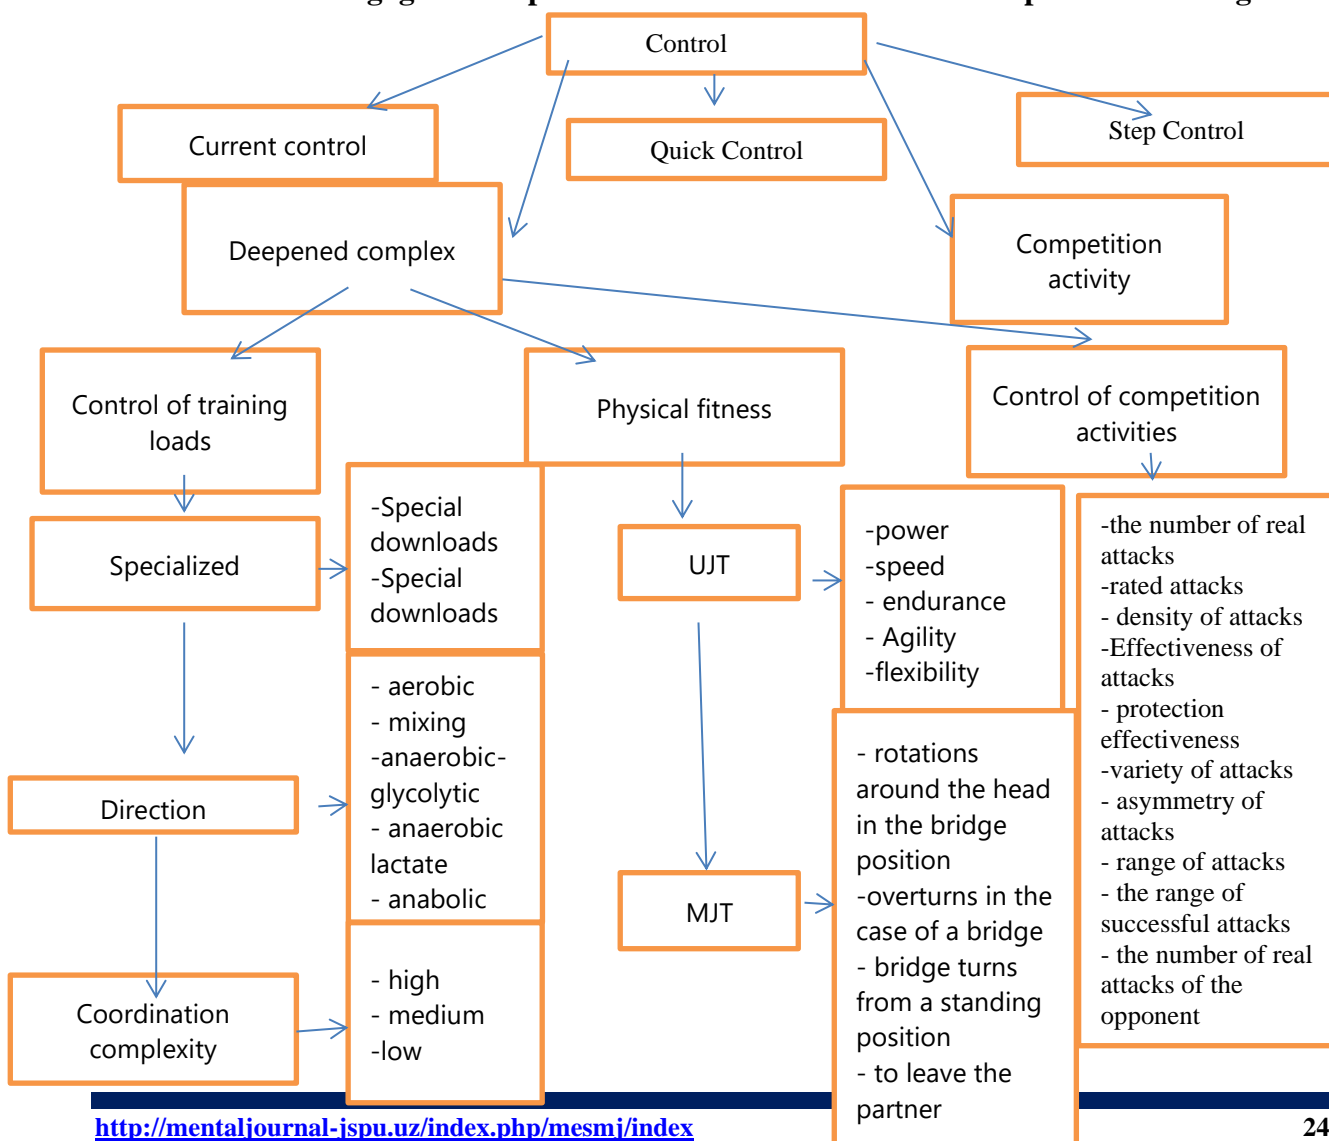 Control
Current control
Quick Control
Step Control
Deepened complex
Competition
activity
Control of training
loads
Physical fitness
Control of competition
activities
Specialized
-Special
downloads
-Special
downloads
UJT
-power
-speed
- endurance
- Agility
-flexibility
-the number of real
attacks
-rated attacks
- density of attacks
-Effectiveness of
attacks
- protection
effectiveness
-variety of attacks
- asymmetry of
attacks
- range of attacks
- the range of
successful attacks
- the number of real
attacks of the
opponent
Direction
- aerobic
- mixing
-anaerobic-
glycolytic
- anaerobic
lactate
- anabolic
MJT
- rotations
around the head
in the bridge
position
-overturns in the
case of a bridge
- bridge turns
from a standing
position
- to leave the
partner
Coordination
complexity
- high
- medium
-low
http://mentaljournal-jspu.uz/index.php/mesmj/index
24